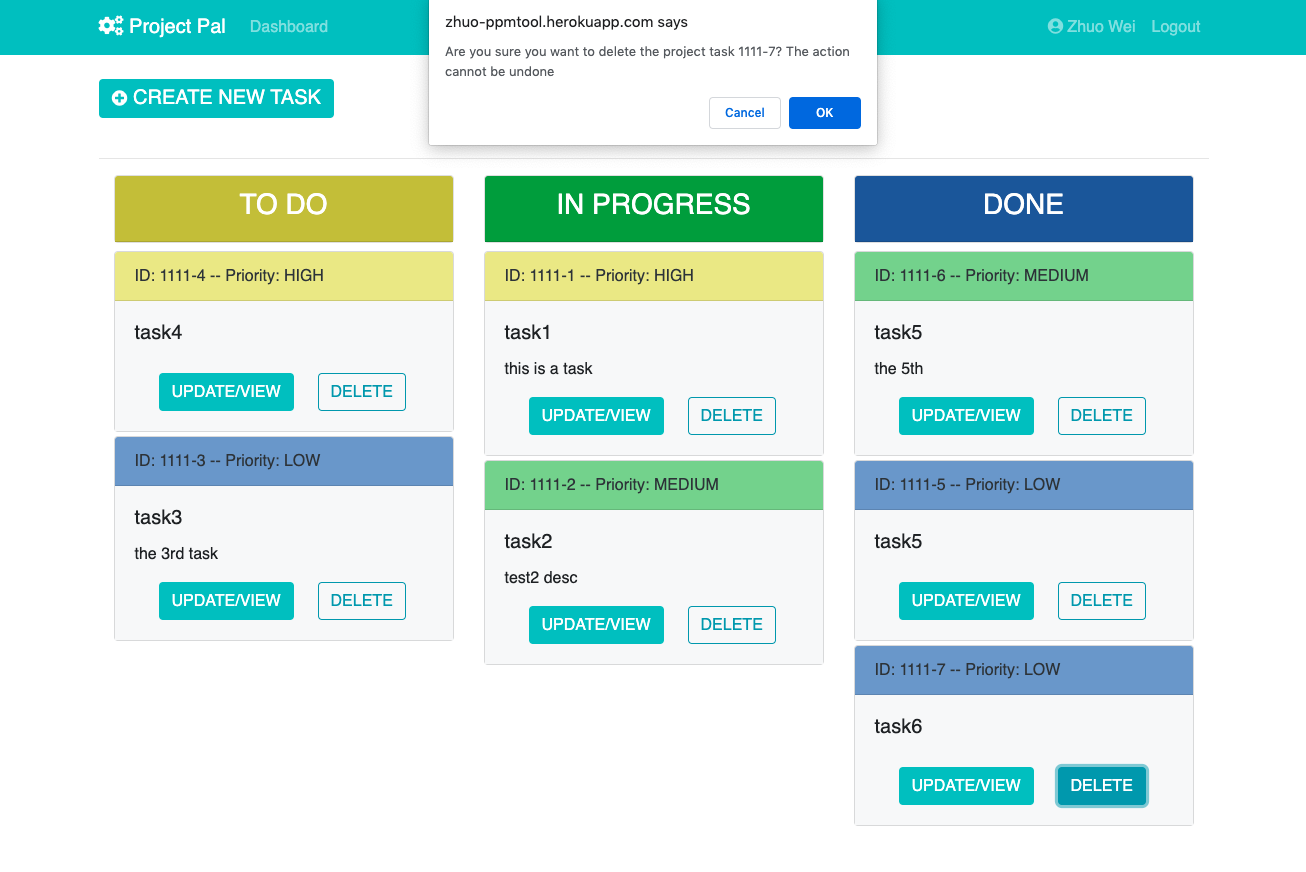 Project Pal
Dashboard
zhuo-ppmtool.herokuapp.com says
Are you sure you want to delete the project task 1111-7? The action
cannot be undone
Cancel
OK
Zhuo Wei
Logout
CREATE NEW TASK
TO DO
ID: 1111-4 -- Priority: HIGH
task4
UPDATE/VIEW
DELETE
ID: 1111-3 -- Priority: LOW
task3
the 3rd task
UPDATE/VIEW
DELETE
IN PROGRESS
ID: 1111-1 -- Priority: HIGH
task1
this is a task
UPDATE/VIEW
DELETE
ID: 1111-2 -- Priority: MEDIUM
task2
test2 desc
UPDATE/VIEW
DELETE
DONE
ID: 1111-6 -- Priority: MEDIUM
task5
the 5th
UPDATE/VIEW
DELETE
ID: 1111-5 -- Priority: LOW
task5
UPDATE/VIEW
DELETE
ID: 1111-7 -- Priority: LOW
task6
UPDATE/VIEW
DELETE